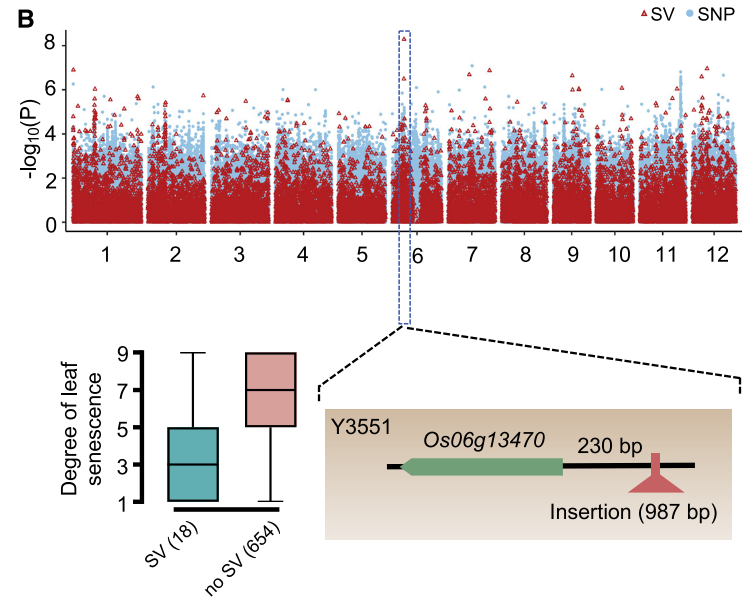 B
SV SNP
-log10(P)
8
6
4
2
0
1 2 3 4 5 6 7 8 9 10 11 12
Degree of leaf
senescence
9
7
5
3
1
SV (18)
no SV (654)
Y3551
Os06g13470
230 bp
Insertion (987 bp)